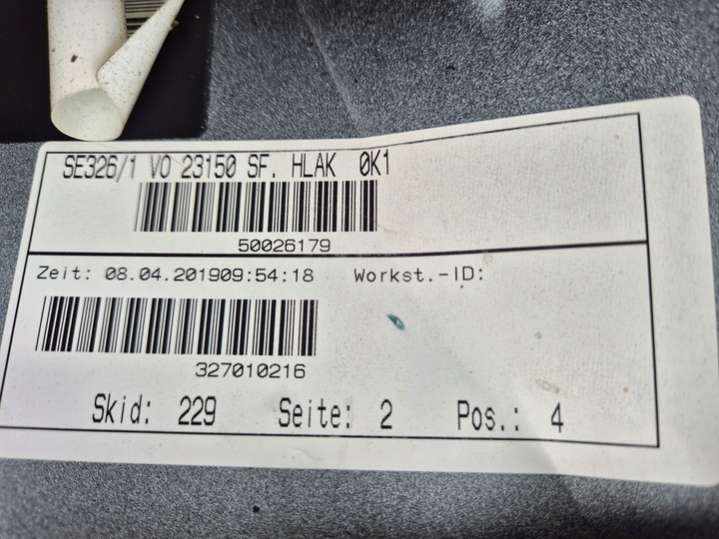 SE326/1 VO 23150 SF. HLAK 0K1
50026179
Zeit: 08.04.201909:54:18 Workst.-ID:
327010216
Skid: 229 Seite: 2 Pos.: 4